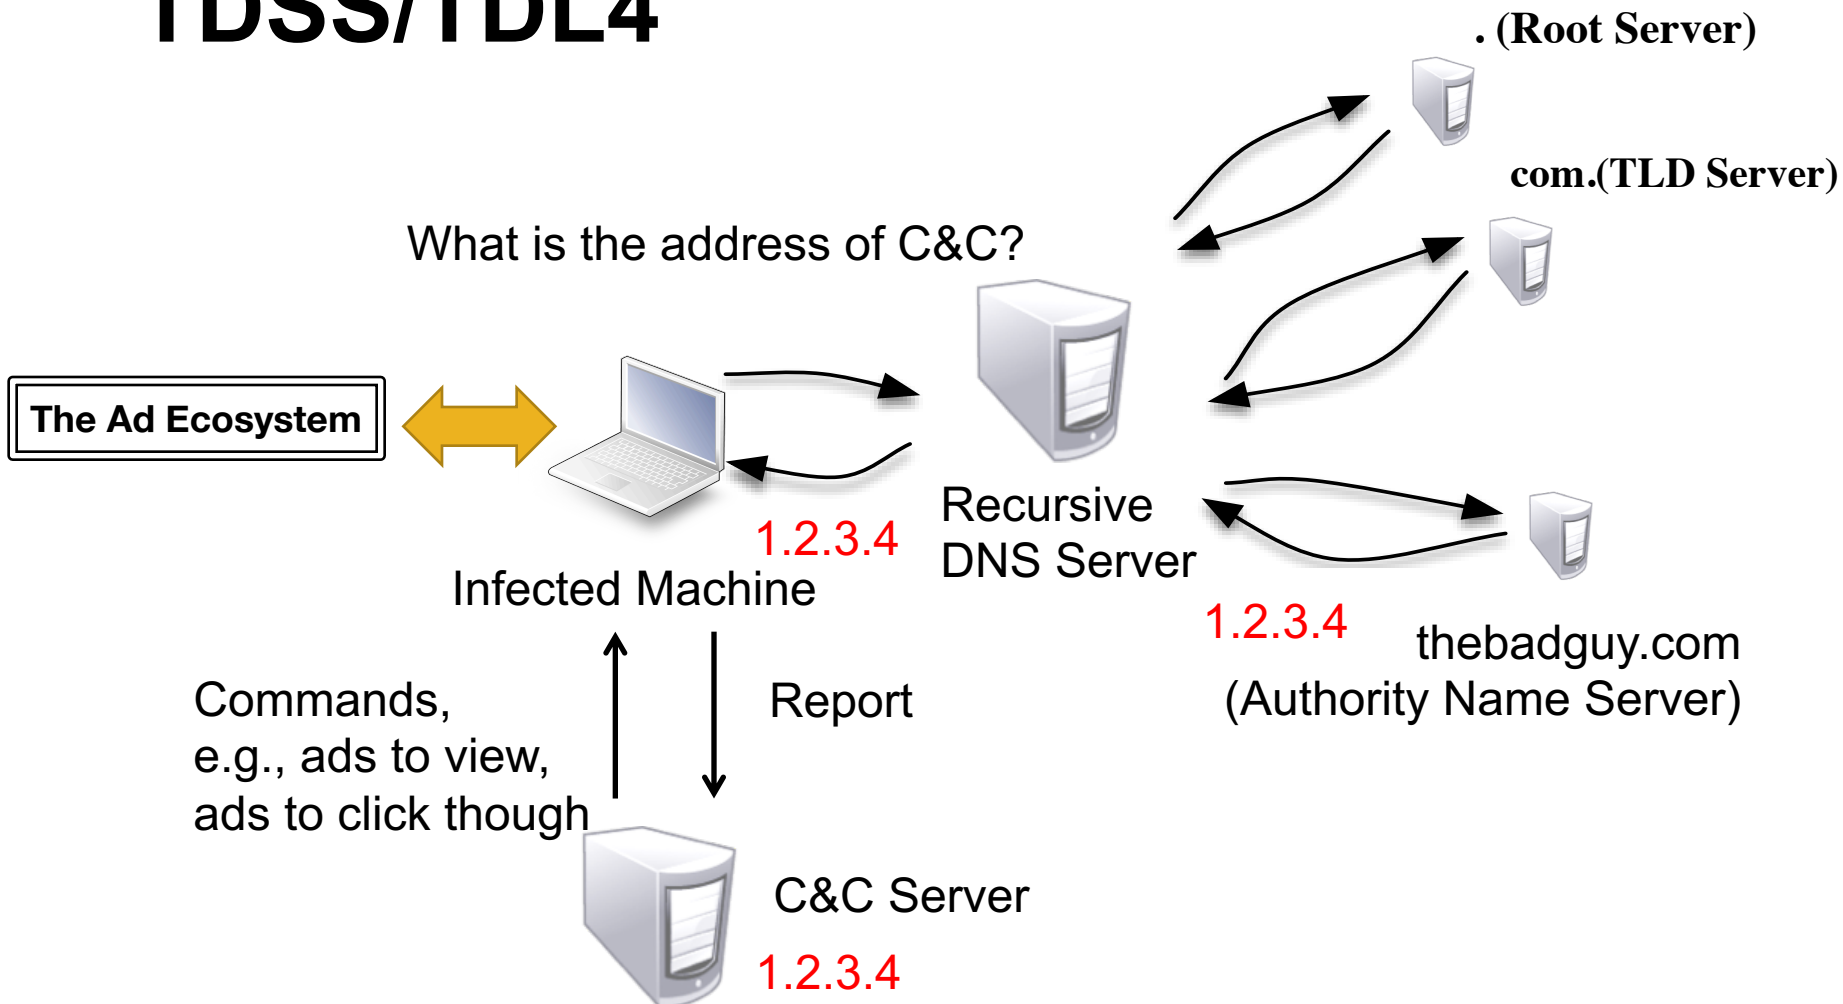 TDSS/TDL4
. (Root Server)
com.(TLD Server)
What is the address of C&C?
The Ad Ecosystem
1.2.3.4
Recursive
DNS Server
Infected Machine
1.2.3.4
thebadguy.com
(Authority Name Server)
Commands,
e.g., ads to view,
ads to click though
Report
C&C Server
1.2.3.4